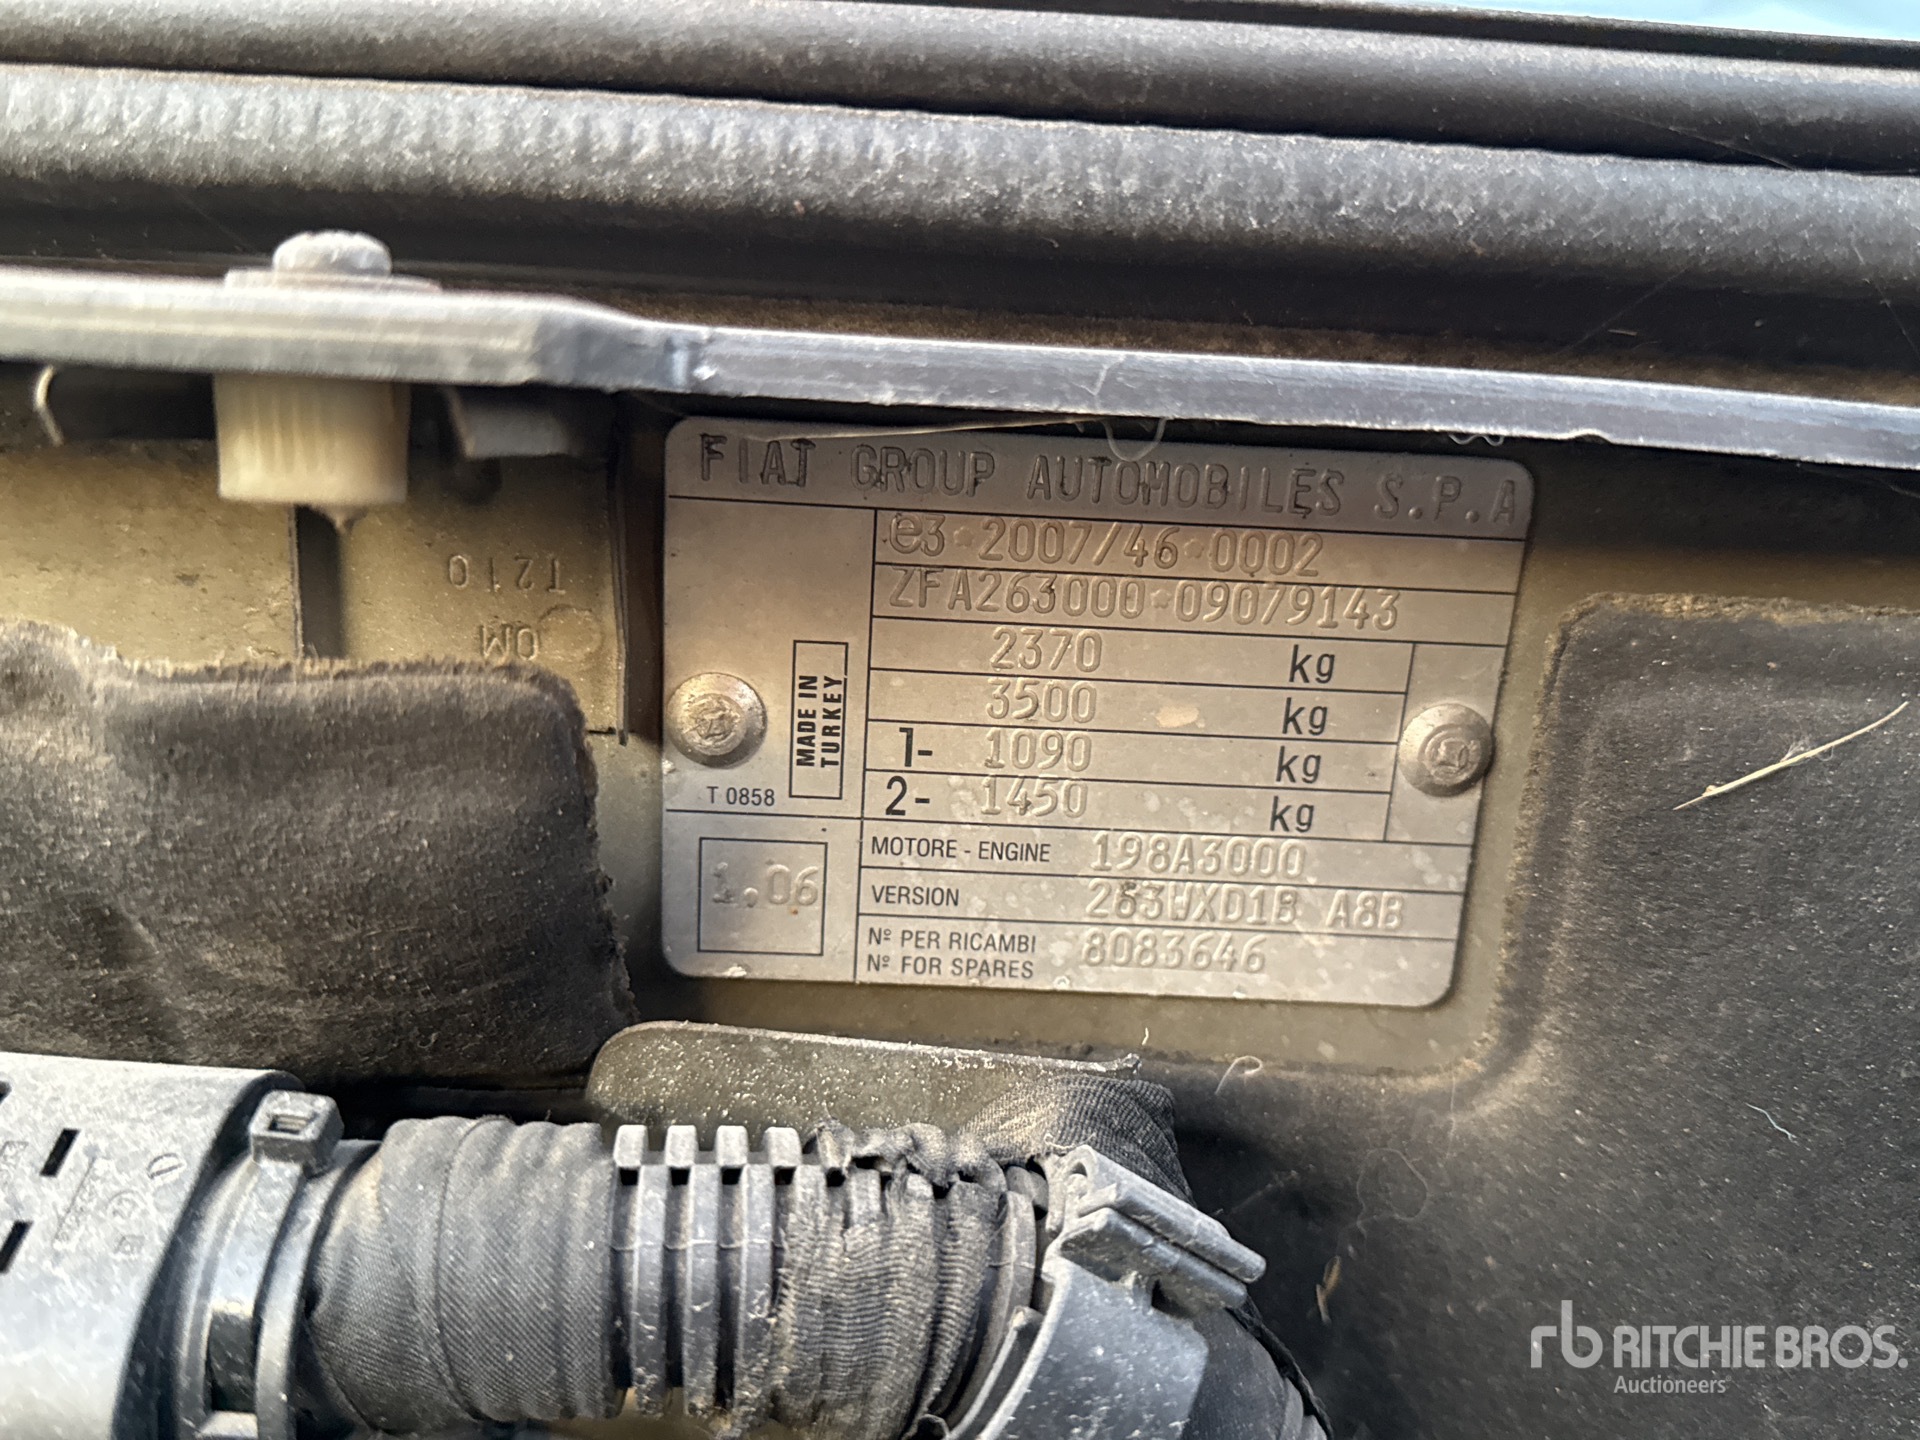 FIAT GROUP AUTOMOBILES S.P.A
e3*2007/46*0002
ZFA263000*09079143
2370 kg
3500 kg
1- 1090 kg
2- 1450 kg
MADE IN
TURKEY
T 0858
1.06
MOTORE - ENGINE 198A3000
VERSION 263WXD1B A8B
Nº PER RICAMBI
Nº FOR SPARES
8083646
T210
OM
rb RITCHIE BROS.
Auctioneers